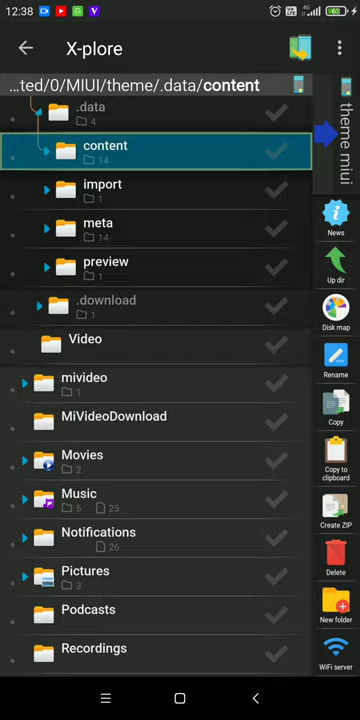 12:38
63
X-plore
...ted/0/MIUI/theme/.data/content
theme miui
.data
4
content
14
import
1
meta
14
preview
1
.download
1
Video
mivideo
1
MiVideoDownload
Movies
2
Music
5 25
Notifications
26
Pictures
3
Podcasts
Recordings
News
Up dir
Disk map
Rename
Copy
Copy to
clipboard
Create ZIP
Delete
New folder
WiFi server